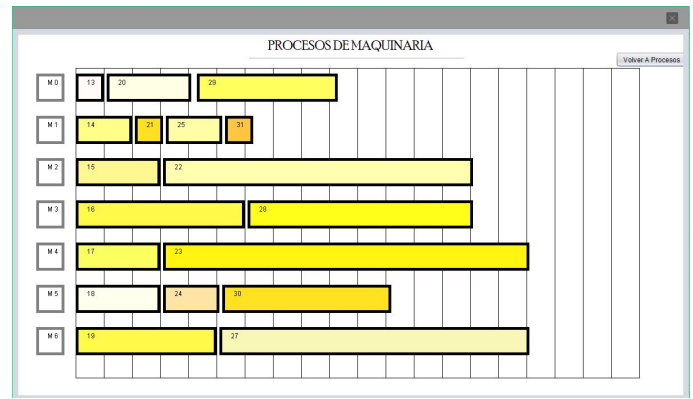 PROCESOS DE MAQUINARIA
Volver A Procesos
M 0 13 20 29
M 1 14 21 25 31
M 2 15 22
M 3 16 28
M 4 17 23
M 5 18 24 30
M 6 19 27